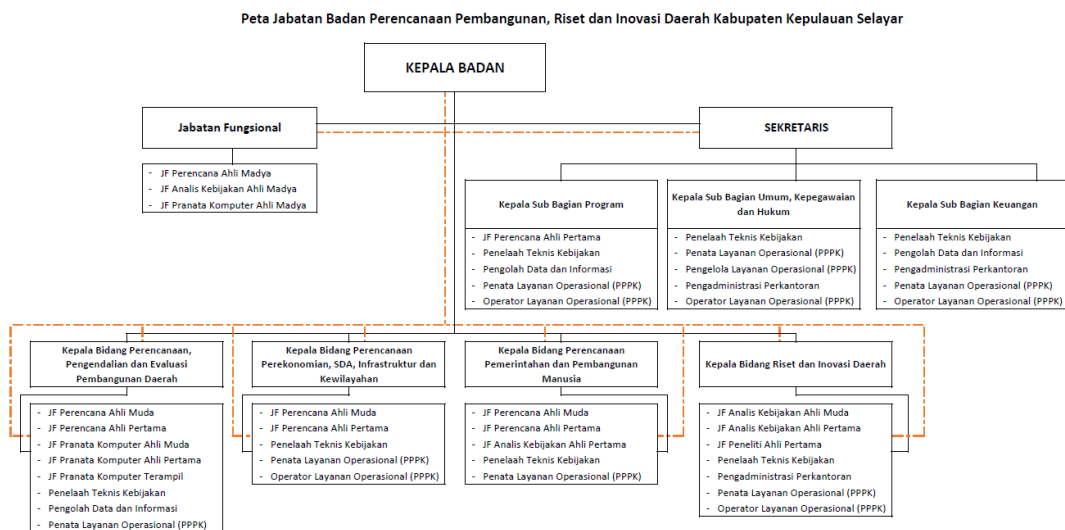 Peta Jabatan Badan Perencanaan Pembangunan, Riset dan Inovasi Daerah Kabupaten Kepulauan Selayar
KEPALA BADAN
Jabatan Fungsional
- JF Perencana Ahli Madya
- JF Analis Kebijakan Ahli Madya
- JF Pranata Komputer Ahli Madya
SEKRETARIS
Kepala Sub Bagian Program
- JF Perencana Ahli Pertama
- Penelaah Teknis Kebijakan
- Pengolah Data dan Informasi
- Penata Layanan Operasional (PPPK)
- Operator Layanan Operasional (PPPK)
Kepala Sub Bagian Umum, Kepegawaian
dan Hukum
- Penelaah Teknis Kebijakan
- Penata Layanan Operasional (PPPK)
- Pengelola Layanan Operasional (PPPK)
- Pengadministrasi Perkantoran
- Operator Layanan Operasional (PPPK)
Kepala Sub Bagian Keuangan
- Penelaah Teknis Kebijakan
- Pengolah Data dan Informasi
- Pengadministrasi Perkantoran
- Penata Layanan Operasional (PPPK)
- Operator Layanan Operasional (PPPK)
Kepala Bidang Perencanaan,
Pengendalian dan Evaluasi
Pembangunan Daerah
- JF Perencana Ahli Muda
- JF Perencana Ahli Pertama
- JF Pranata Komputer Ahli Muda
- JF Pranata Komputer Ahli Pertama
- JF Pranata Komputer Terampil
- Penelaah Teknis Kebijakan
- Pengolah Data dan Informasi
- Penata Layanan Operasional (PPPK)
Kepala Bidang Perencanaan
Perekonomian, SDA, Infrastruktur dan
Kewilayahan
- JF Perencana Ahli Muda
- JF Perencana Ahli Pertama
- Penelaah Teknis Kebijakan
- Penata Layanan Operasional (PPPK)
- Operator Layanan Operasional (PPPK)
Kepala Bidang Perencanaan
Pemerintahan dan Pembangunan
Manusia
- JF Perencana Ahli Muda
- JF Perencana Ahli Pertama
- JF Analis Kebijakan Ahli Pertama
- Penelaah Teknis Kebijakan
- Penata Layanan Operasional (PPPK)
Kepala Bidang Riset dan Inovasi Daerah
- JF Analis Kebijakan Ahli Muda
- JF Analis Kebijakan Ahli Pertama
- JF Peneliti Ahli Pertama
- Penelaah Teknis Kebijakan
- Pengadministrasi Perkantoran
- Penata Layanan Operasional (PPPK)
- Operator Layanan Operasional (PPPK)